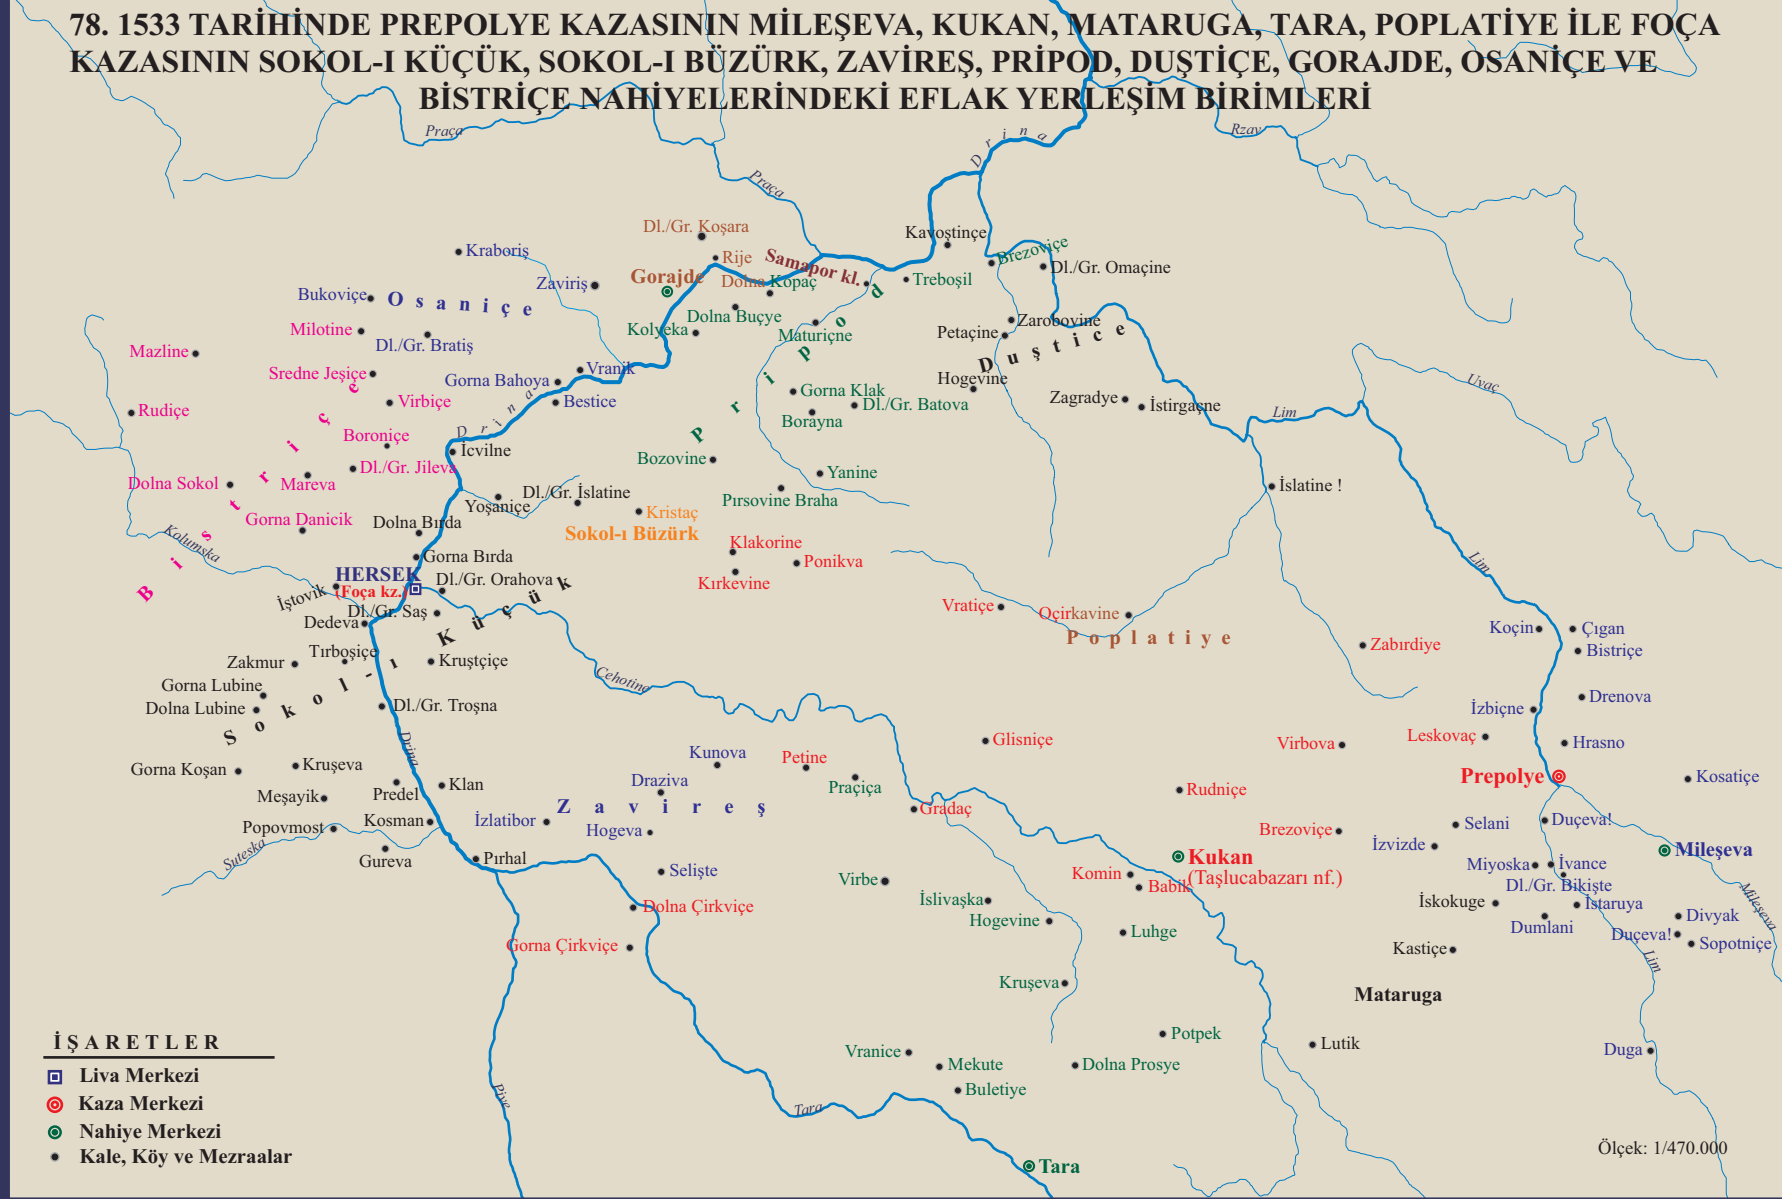 78. 1533 TARİHİNDE PREPOLYE KAZASININ MİLEŞEVA, KUKAN, MATARUGA, TARA, POPLATİYE İLE FOÇA
KAZASININ SOKOL-I KÜÇÜK, SOKOL-I BÜZÜRK, ZAVİREŞ, PRİPOD, DUŞTİÇE, GORAJDE, OSANİÇE VE
BİSTRİÇE NAHİYELERİNDEKİ EFLAK YERLEŞİM BİRİMLERİ
Praça
Drina
Rzav
Praça
Dl./Gr. Koşara
Kavoştinçe
Kraboriş
Rije
Samapor kl.
Brezoviçe
Dl./Gr. Omaçine
Zaviriş
Gorajde
Dolna Kopaç
Treboşil
Bukoviçe
Osaniçe
Dolna Buçye
Milotine
Dl./Gr. Bratiş
Kolyeka
Maturiçne
Zarobovine
Petaçine
Duştiçe
Mazline
Sredne Jeşiçe
Gorna Bahoya
Vranik
Hogevine
Uvaç
Rudiçe
Virbiçe
Bestice
Gorna Klak
Dl./Gr. Batova
Borayna
Pripod
Zagradye
İstirgaçne
Lim
Drina
Boroniçe
İcvilne
Bozovine
Dl./Gr. Jileva
Dolna Sokol
Mareva
Yanine
İslatine !
Yoşaniçe
Dl./Gr. İslatine
Kristaç
Pırsovine Braha
Gorna Danicik
Dolna Bırda
Sokol-ı Büzürk
Bistriçe
Kolumska
Gorna Bırda
Klakorine
Ponikva
Kırkevine
Lim
HERSEK
(Foça kz.)
Dl./Gr. Orahova
İştovik
Dl./Gr. Saş
Dedeva
Vratiçe
Oçirkavine
Poplatiye
Zabırdiye
Koçin
Çıgan
Bistriçe
Sokol-ı Küçük
Tırboşiçe
Zakmur
Kruştçiçe
Cehotine
Gorna Lubine
Dolna Lubine
Dl./Gr. Troşna
Drina
Drenova
İzbiçne
Leskovaç
Hrasno
Glisniçe
Virbova
Kunova
Petine
Gorna Koşan
Kruşeva
Prepolye
Kosatiçe
Draziva
Praçiça
Rudniçe
Meşayik
Predel
Klan
Zavireş
Gradaç
Popovmost
Kosman
İzlatibor
Hogeva
Brezoviçe
Selani
Duçeva!
İzvizde
Suteska
Gureva
Pırhal
Kukan
(Taşlucabazarı nf.)
Mileşeva
Miyoska
İvance
Selişte
Virbe
Komin
Babik
Dl./Gr. Bikişte
Mileşeva
Dolna Çirkviçe
İslivaşka
İskokuge
İstaruya
Divyak
Hogevine
Luhge
Dumlani
Duçeva!
Sopotniçe
Gorna Çirkviçe
Kastiçe
Lim
Kruşeva
Mataruga
İŞARETLER
Potpek
Lutik
Vranice
Mekute
Dolna Prosye
Duga
Liva Merkezi
Buletiye
Kaza Merkezi
Pive
Tara
Nahiye Merkezi
Kale, Köy ve Mezraalar
Tara
Ölçek: 1/470.000